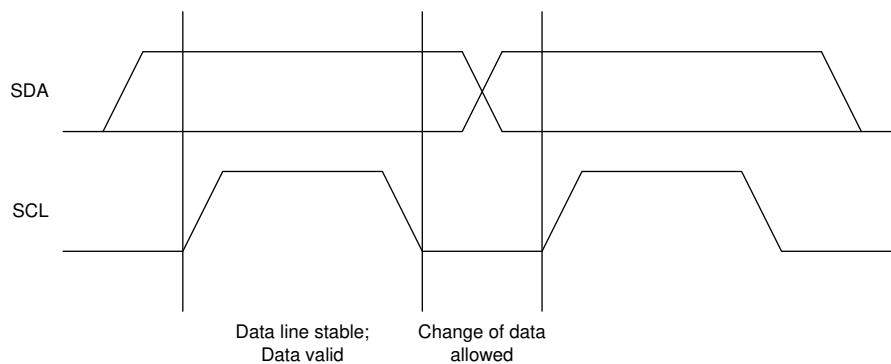 SDA
SCL
Data line stable;
Data valid
Change of data
allowed